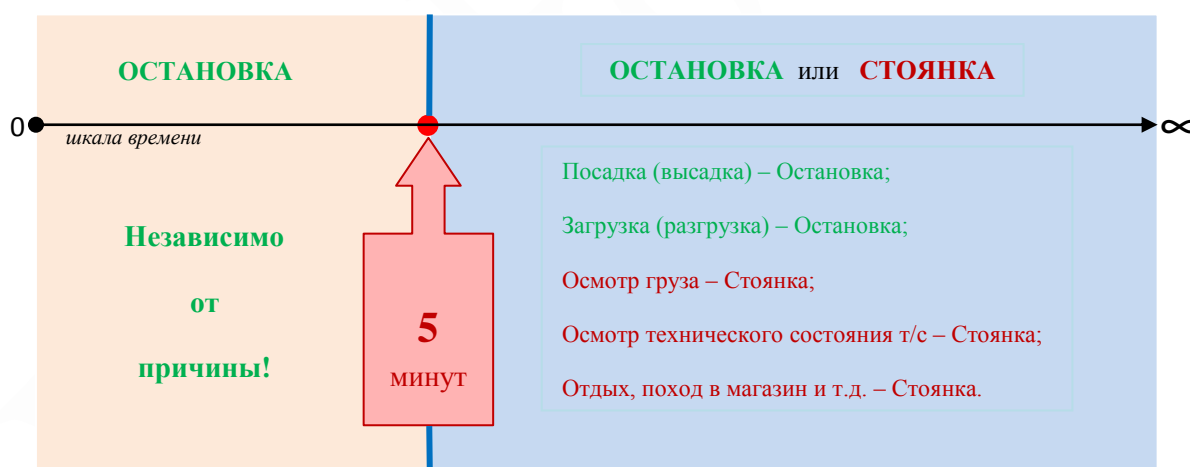 ОСТАНОВКА
ОСТАНОВКА или СТОЯНКА
0
∞
шкала времени
Независимо
от
причины!
5
минут
Посадка (высадка) – Остановка;
Загрузка (разгрузка) – Остановка;
Осмотр груза – Стоянка;
Осмотр технического состояния т/с – Стоянка;
Отдых, поход в магазин и т.д. – Стоянка.